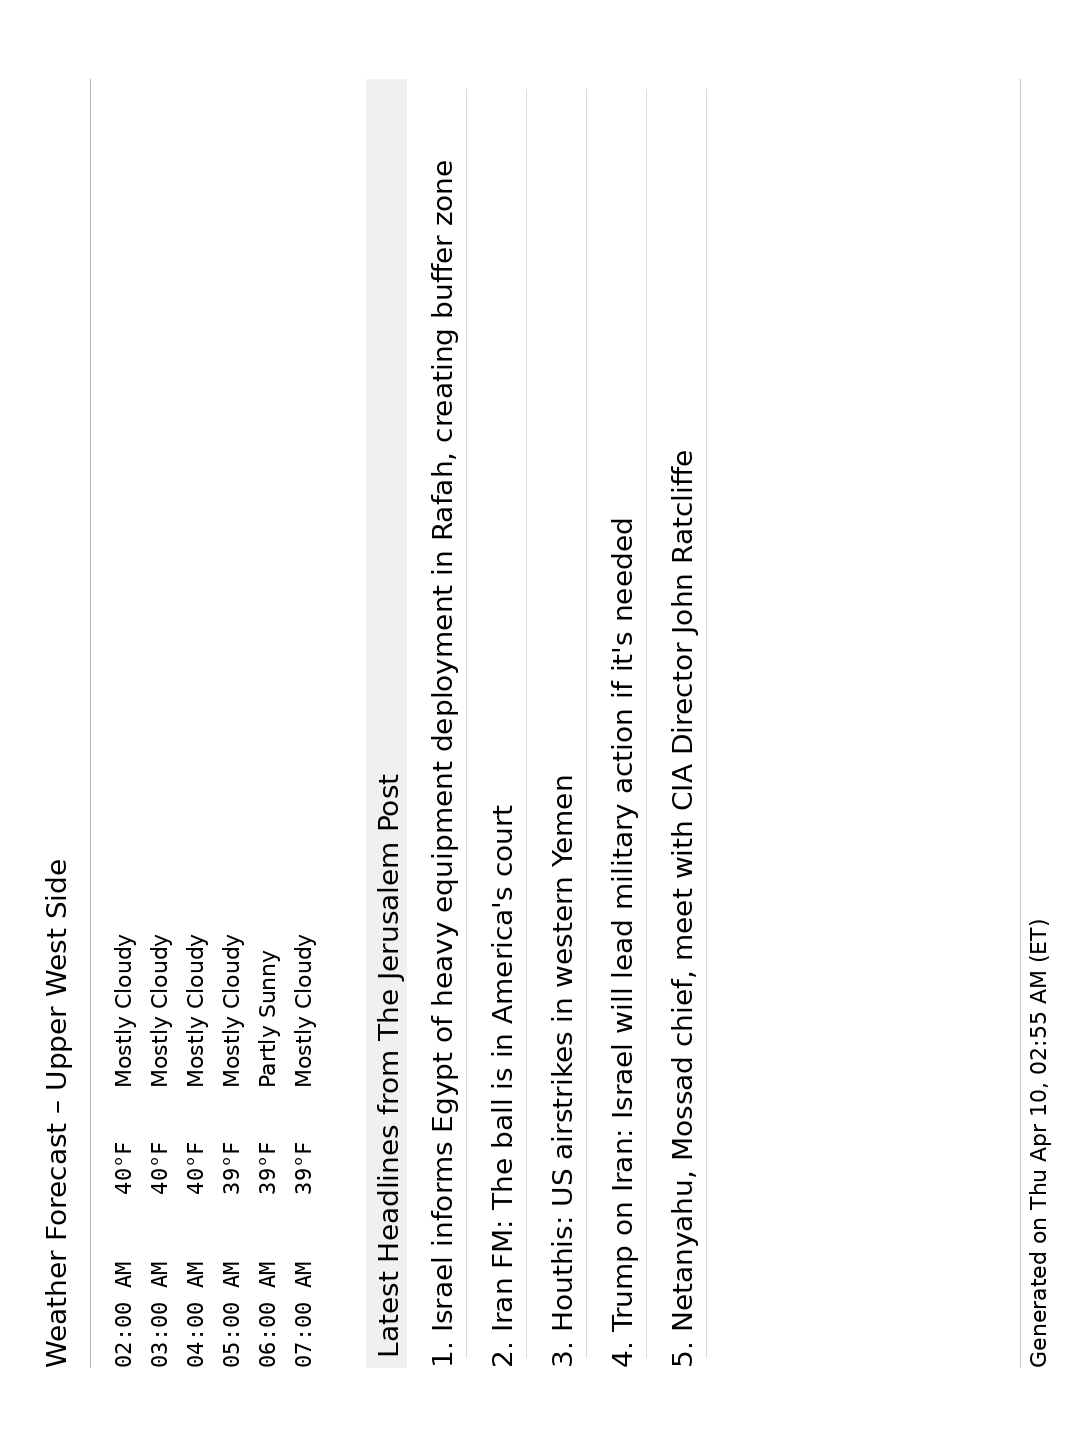 Weather Forecast – Upper West Side
02:00 AM 40°F Mostly Cloudy
03:00 AM 40°F Mostly Cloudy
04:00 AM 40°F Mostly Cloudy
05:00 AM 39°F Mostly Cloudy
06:00 AM 39°F Partly Sunny
07:00 AM 39°F Mostly Cloudy
Latest Headlines from The Jerusalem Post
1. Israel informs Egypt of heavy equipment deployment in Rafah, creating buffer zone
2. Iran FM: The ball is in America's court
3. Houthis: US airstrikes in western Yemen
4. Trump on Iran: Israel will lead military action if it's needed
5. Netanyahu, Mossad chief, meet with CIA Director John Ratcliffe
Generated on Thu Apr 10, 02:55 AM (ET)